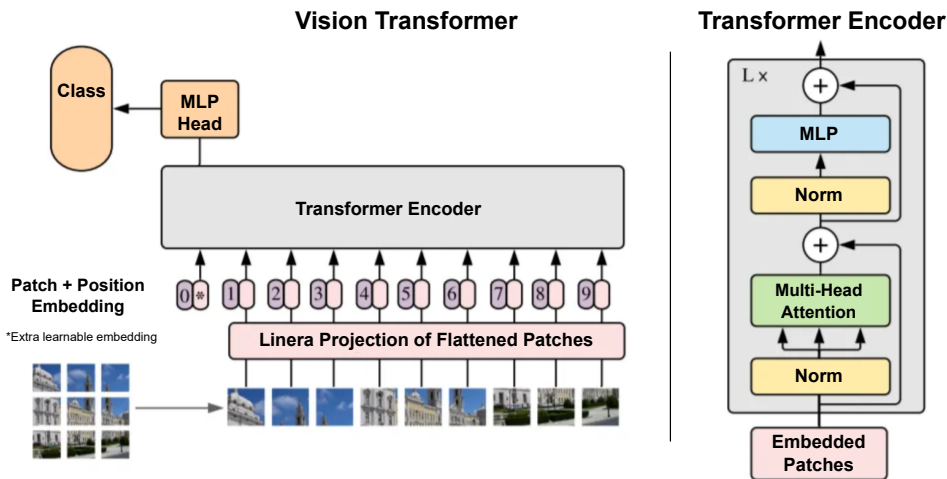 Vision Transformer
Class
MLP
Head
Transformer Encoder
Patch + Position
Embedding
*Extra learnable embedding
0 * 1 2 3 4 5 6 7 8 9
Linera Projection of Flattened Patches
Transformer Encoder
L ×
+
MLP
Norm
+
Multi-Head
Attention
Norm
Embedded
Patches